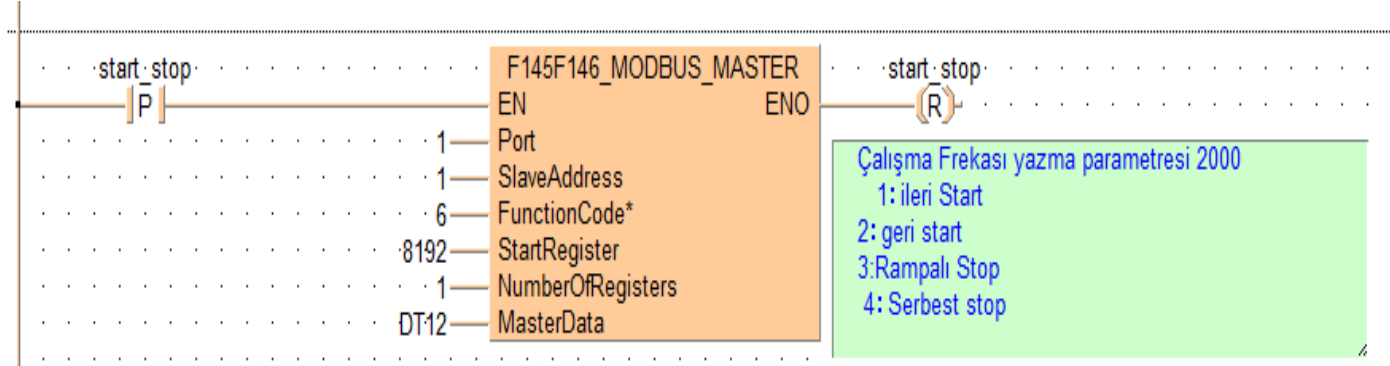 start_stop F145F146_MODBUS_MASTER start_stop
P EN ENO R
1 Port
1 SlaveAddress
6 FunctionCode*
8192 StartRegister
1 NumberOfRegisters
DT12 MasterData
Çalışma Frekası yazma parametresi 2000
1: ileri Start
2: geri start
3:Rampalı Stop
4: Serbest stop